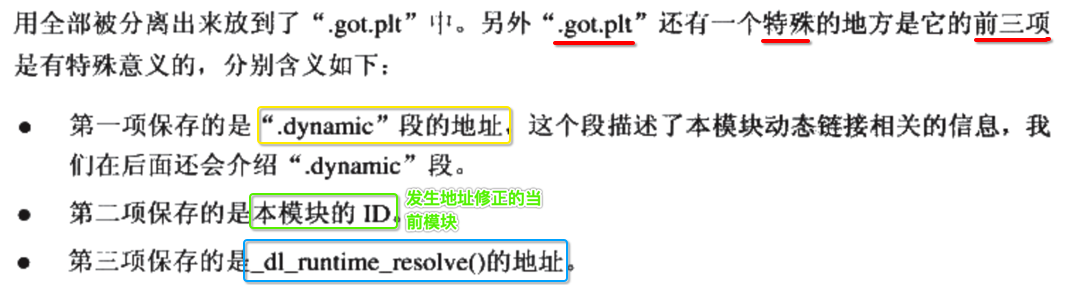 用全部被分离出来放到了“.got.plt”中。另外“.got.plt”还有一个特殊的地方是它的前三项
是有特殊意义的，分别含义如下：
● 第一项保存的是“.dynamic”段的地址，这个段描述了本模块动态链接相关的信息，我
们在后面还会介绍“.dynamic”段。
● 第二项保存的是本模块的 ID。发生地址修正的当
前模块
● 第三项保存的是_dl_runtime_resolve()的地址。